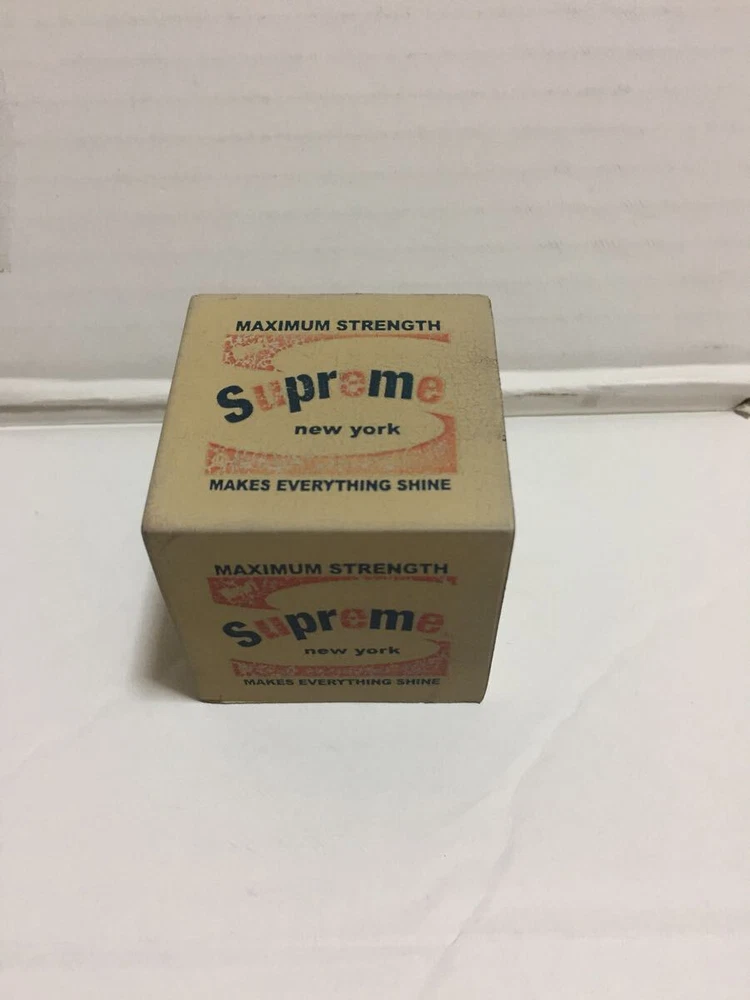 MAXIMUM STRENGTH
Supreme
new york
MAKES EVERYTHING SHINE
MAXIMUM STRENGTH
Supreme
new york
MAKES EVERYTHING SHINE